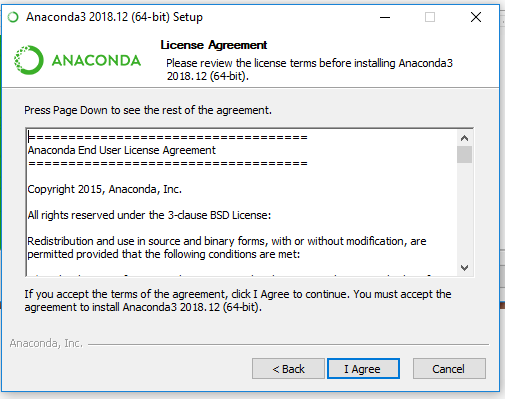 Anaconda3 2018.12 (64-bit) Setup
ANACONDA
License Agreement
Please review the license terms before installing Anaconda3
2018.12 (64-bit).
Press Page Down to see the rest of the agreement.
====================================
Anaconda End User License Agreement
====================================
Copyright 2015, Anaconda, Inc.
All rights reserved under the 3-clause BSD License:
Redistribution and use in source and binary forms, with or without modification, are
permitted provided that the following conditions are met:
If you accept the terms of the agreement, click I Agree to continue. You must accept the
agreement to install Anaconda3 2018.12 (64-bit).
Anaconda, Inc.
< Back
I Agree
Cancel